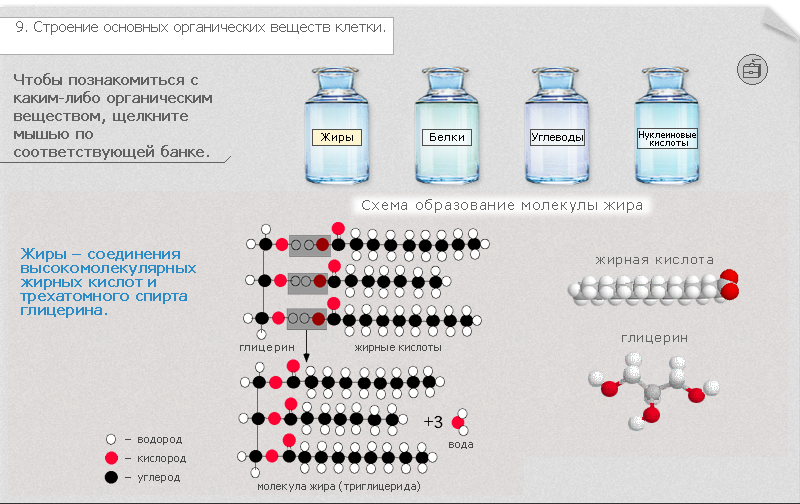 9. Строение основных органических веществ клетки.
Чтобы познакомиться с
каким-либо органическим
веществом, щелкните
мышью по
соответствующей банке.
Жиры
Белки
Углеводы
Нуклеиновые
кислоты
Схема образование молекулы жира
Жиры – соединения
высокомолекулярных
жирных кислот и
трехатомного спирта
глицерина.
жирная кислота
глицерин
глицерин
жирные кислоты
+3
вода
– водород
– кислород
– углерод
молекула жира (триглицерида)